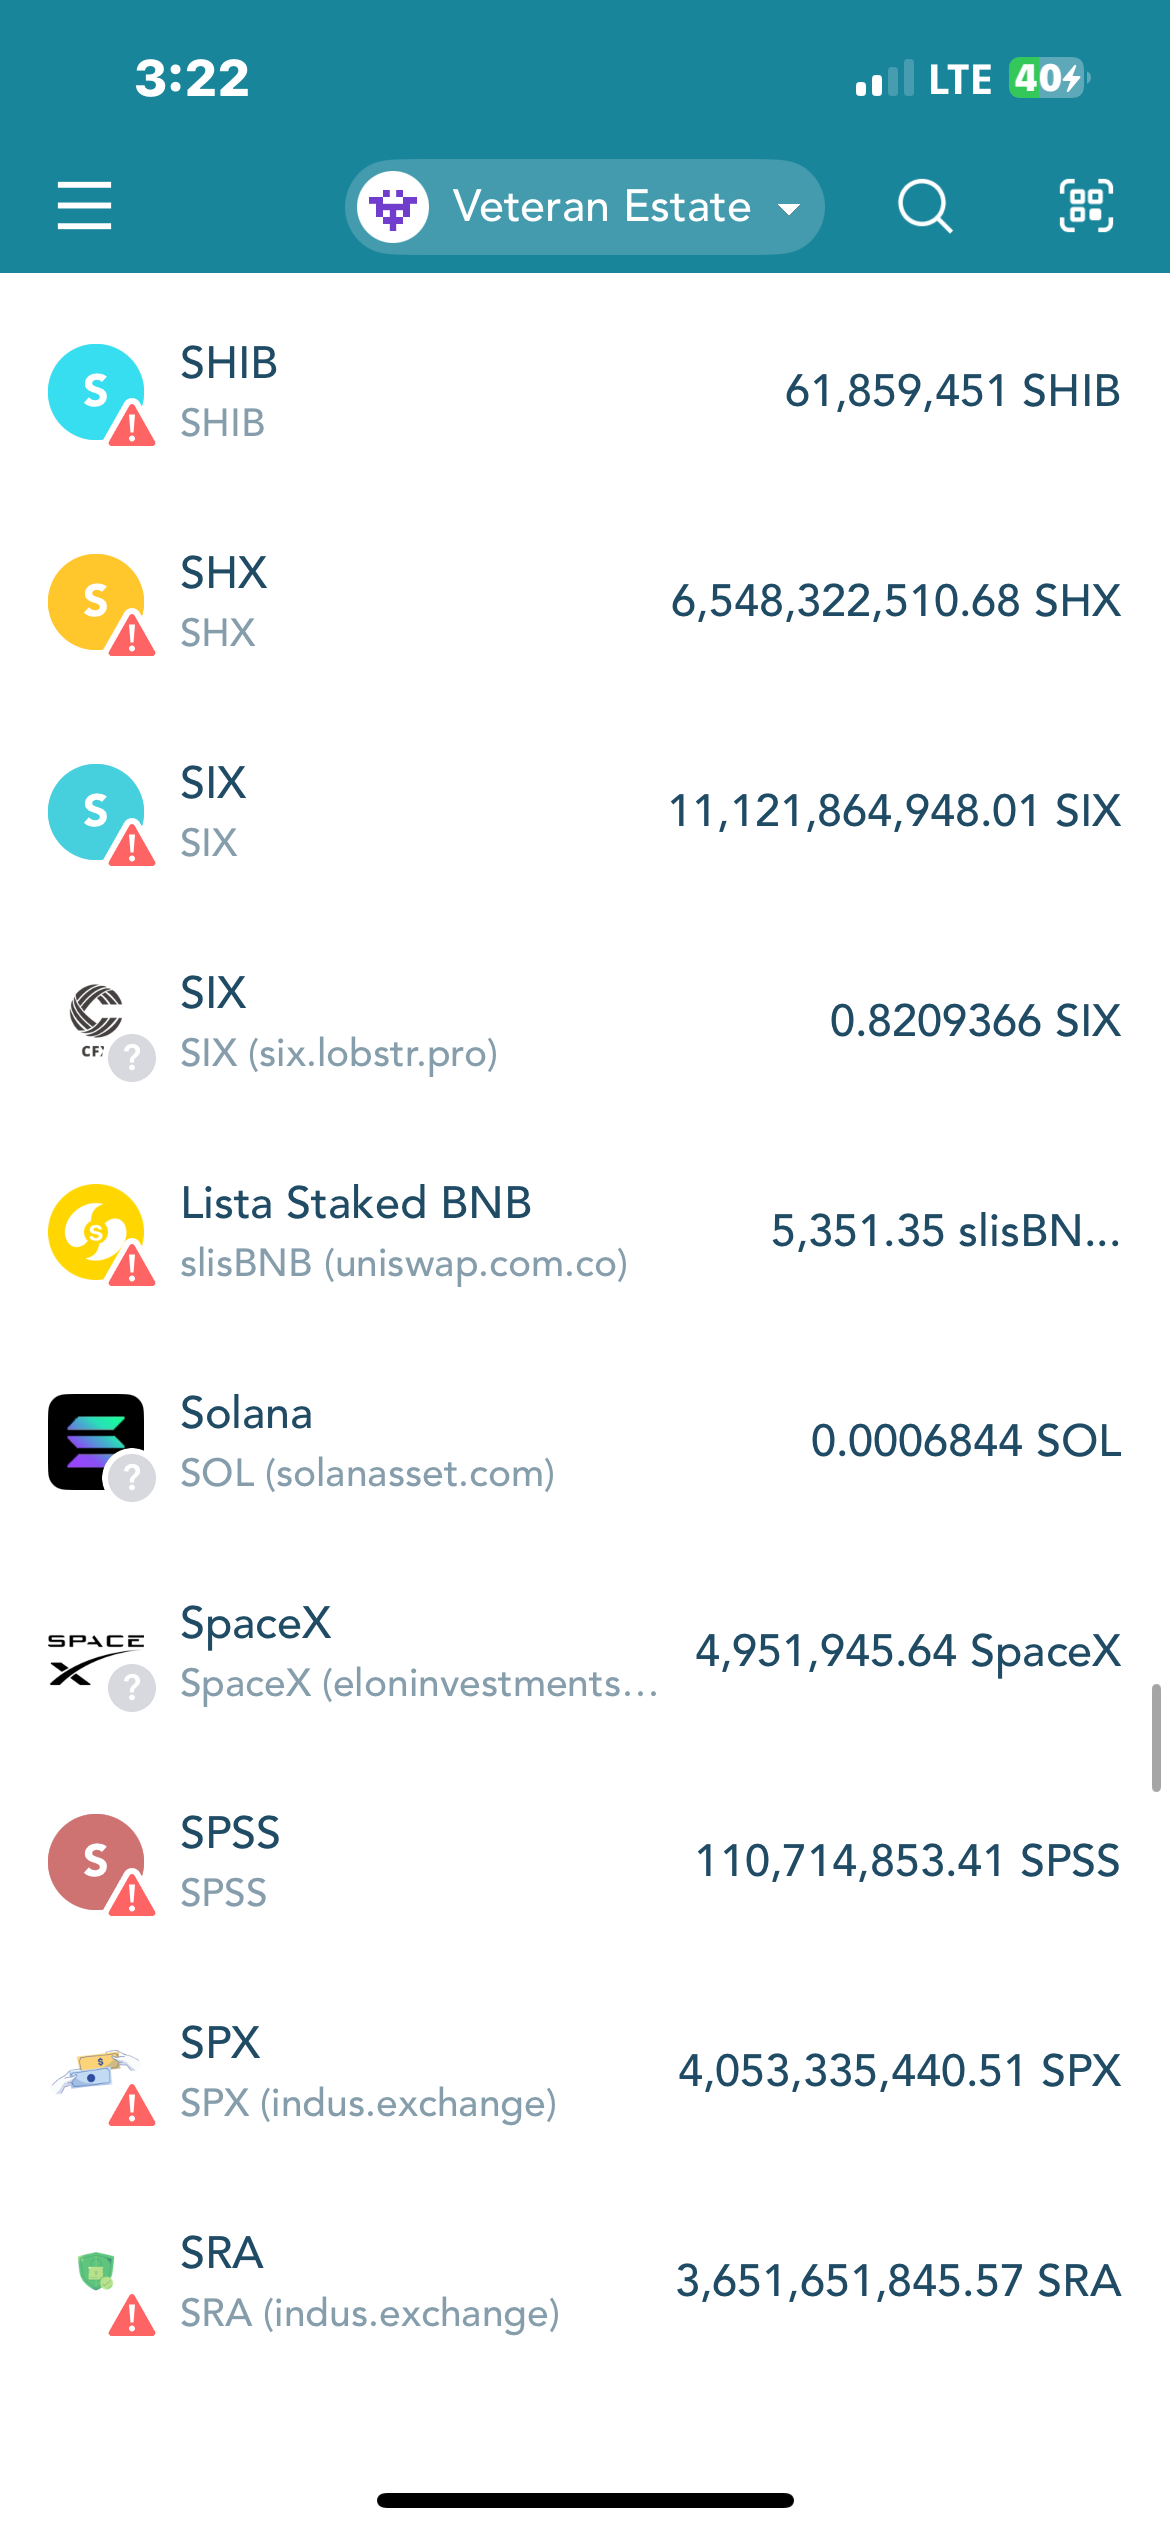 3:22
LTE 40
Veteran Estate
S
SHIB
SHIB
61,859,451 SHIB
S
SHX
SHX
6,548,322,510.68 SHX
S
SIX
SIX
11,121,864,948.01 SIX
CF
SIX
SIX (six.lobstr.pro)
0.8209366 SIX
S
Lista Staked BNB
slisBNB (uniswap.com.co)
5,351.35 slisBN...
Solana
SOL (solanasset.com)
0.0006844 SOL
SPACE
X
SpaceX
SpaceX (eloninvestments...
4,951,945.64 SpaceX
S
SPSS
SPSS
110,714,853.41 SPSS
SPX
SPX (indus.exchange)
4,053,335,440.51 SPX
SRA
SRA (indus.exchange)
3,651,651,845.57 SRA